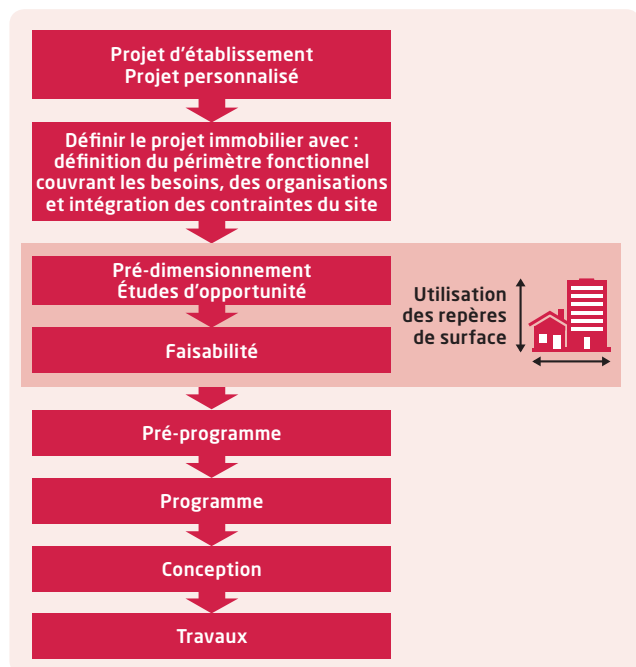 Projet d'établissement
Projet personnalisé
Définir le projet immobilier avec :
définition du périmètre fonctionnel
couvrant les besoins, des organisations
et intégration des contraintes du site
Pré-dimensionnement
Études d'opportunité
Utilisation
des repères
de surface
Faisabilité
Pré-programme
Programme
Conception
Travaux